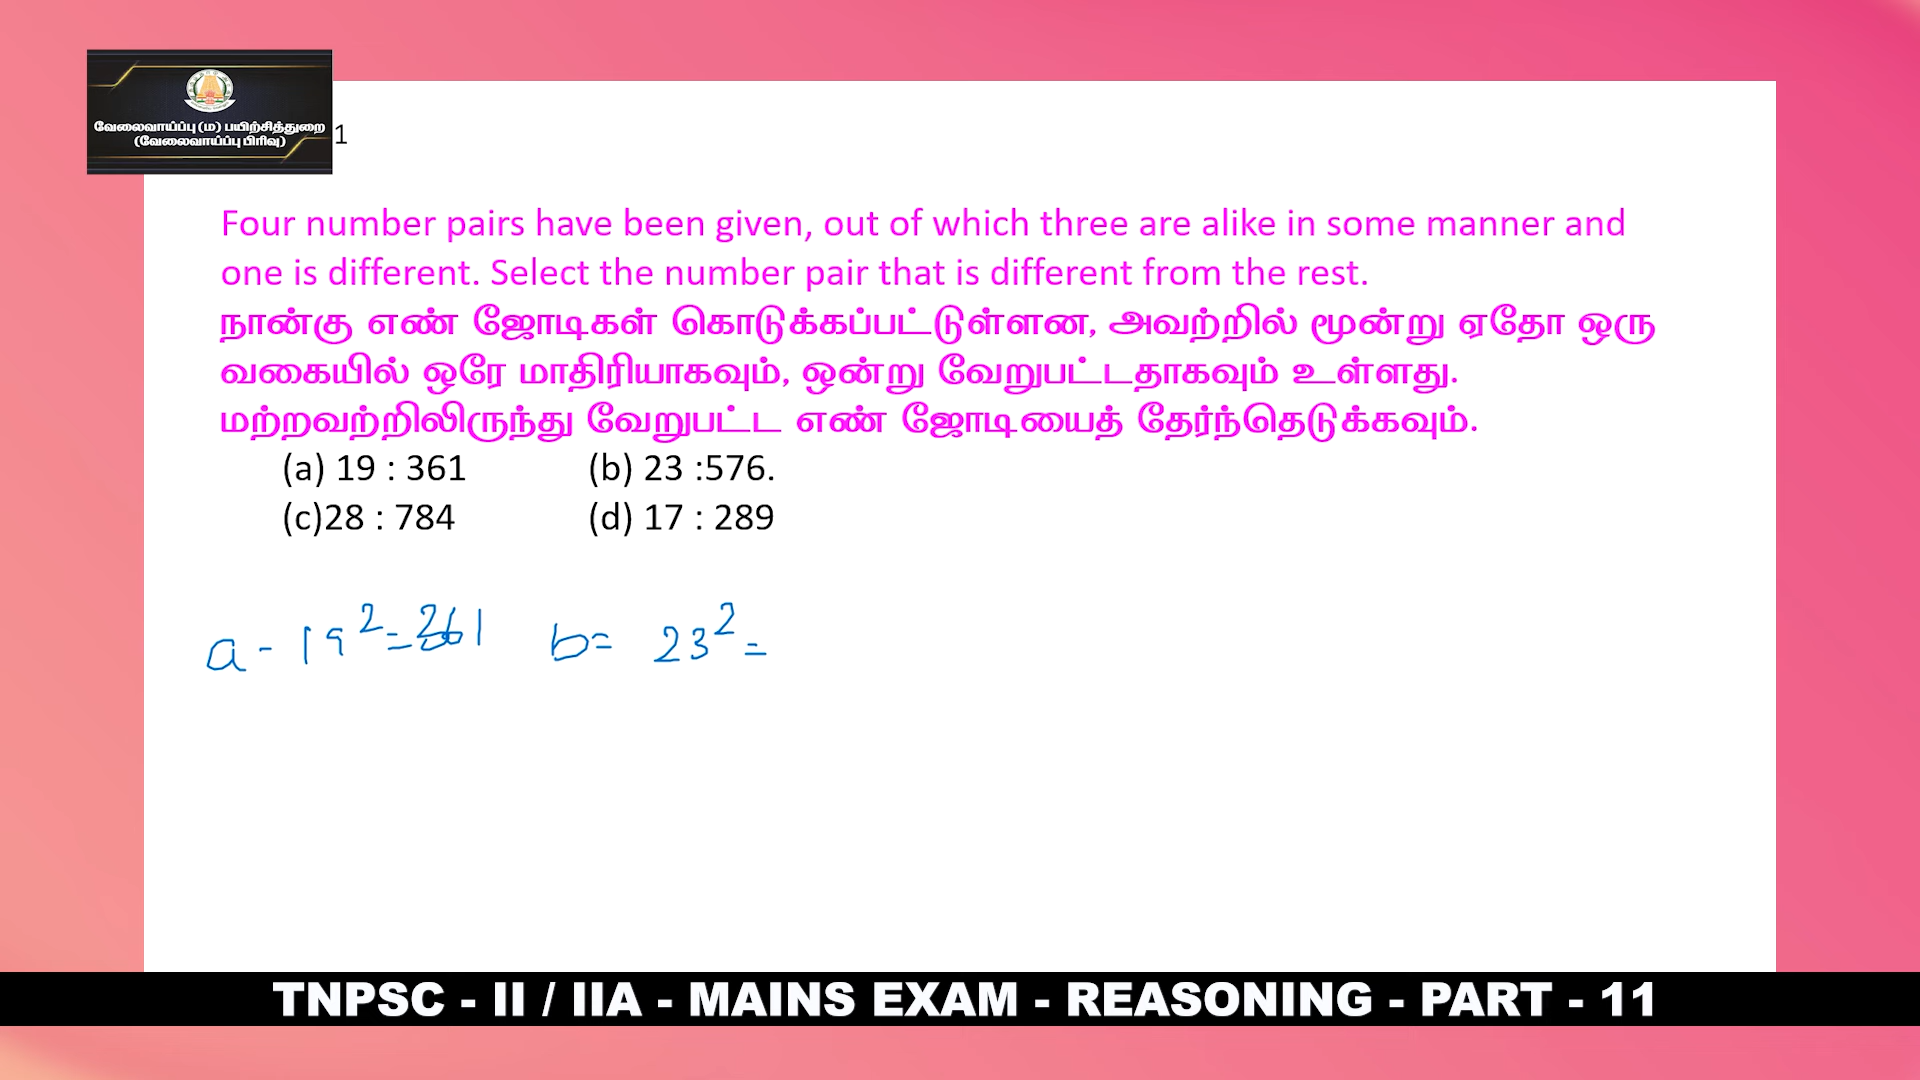 வேலைவாய்ப்பு (ம) பயிற்சித்துறை
(வேலைவாய்ப்பு பிரிவு)
1
Four number pairs have been given, out of which three are alike in some manner and
one is different. Select the number pair that is different from the rest.
நான்கு எண் ஜோடிகள் கொடுக்கப்பட்டுள்ளன, அவற்றில் மூன்று ஏதோ ஒரு
வகையில் ஒரே மாதிரியாகவும், ஒன்று வேறுபட்டதாகவும் உள்ளது.
மற்றவற்றிலிருந்து வேறுபட்ட எண் ஜோடியைத் தேர்ந்தெடுக்கவும்.
(a) 19 : 361 (b) 23 :576.
(c)28 : 784 (d) 17 : 289
a - 19² = 361 b = 23² =
TNPSC - II / IIA - MAINS EXAM - REASONING - PART - 11